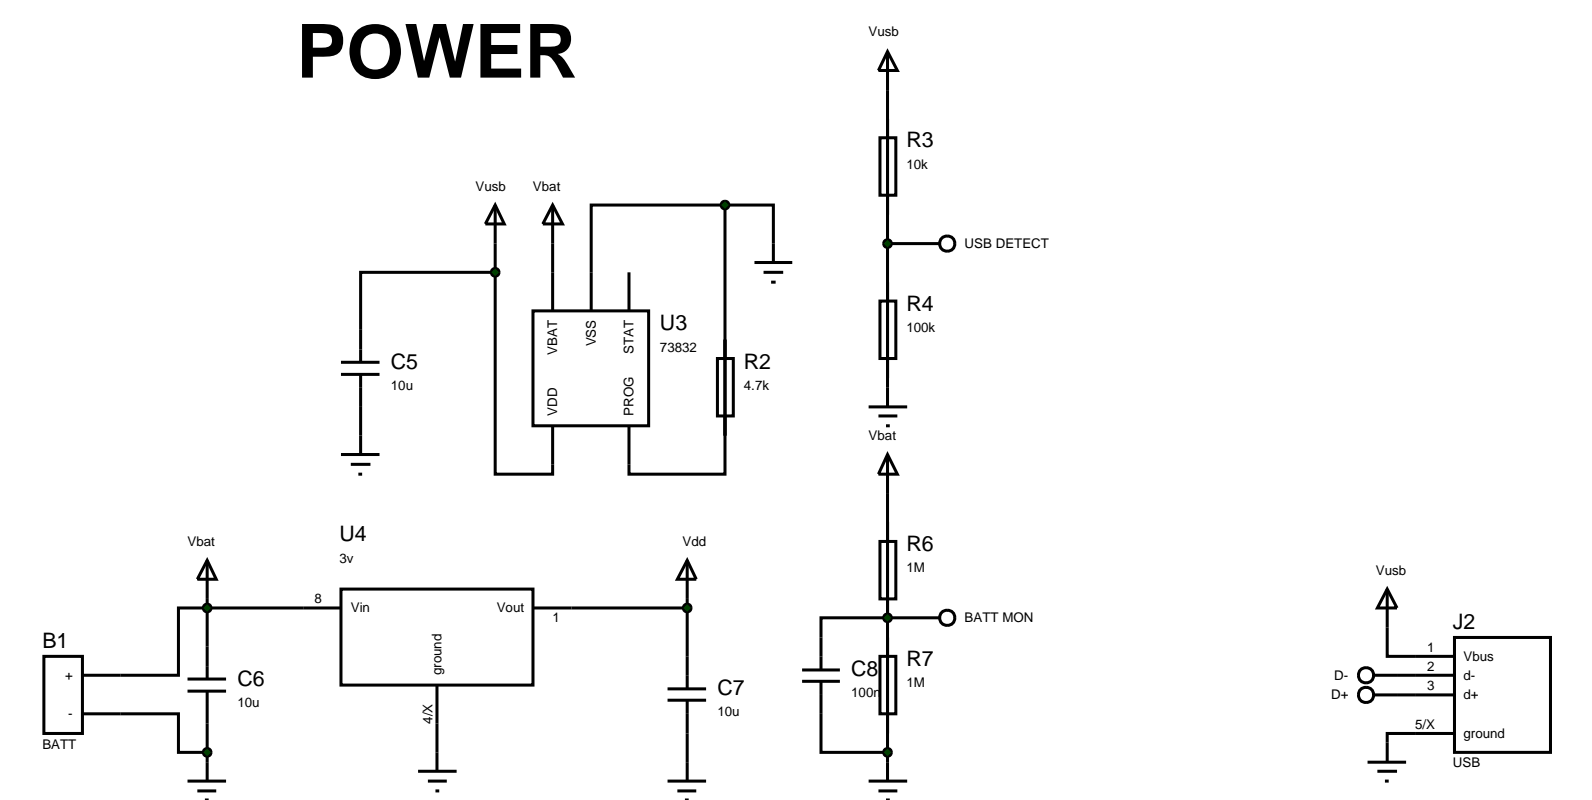 POWER
Vusb
R3
10k
USB DETECT
R4
100k
Vusb
Vbat
C5
10u
VBAT
VSS
STAT
VDD
PROG
U3
73832
R2
4.7k
Vbat
R6
1M
BATT MON
C8
100n
R7
1M
U4
3v
Vbat
8
Vin
Vout
1
ground
4/X
Vdd
B1
+
-
BATT
C6
10u
C7
10u
Vusb
J2
1
Vbus
D-
2
d-
D+
3
d+
5/X
ground
USB